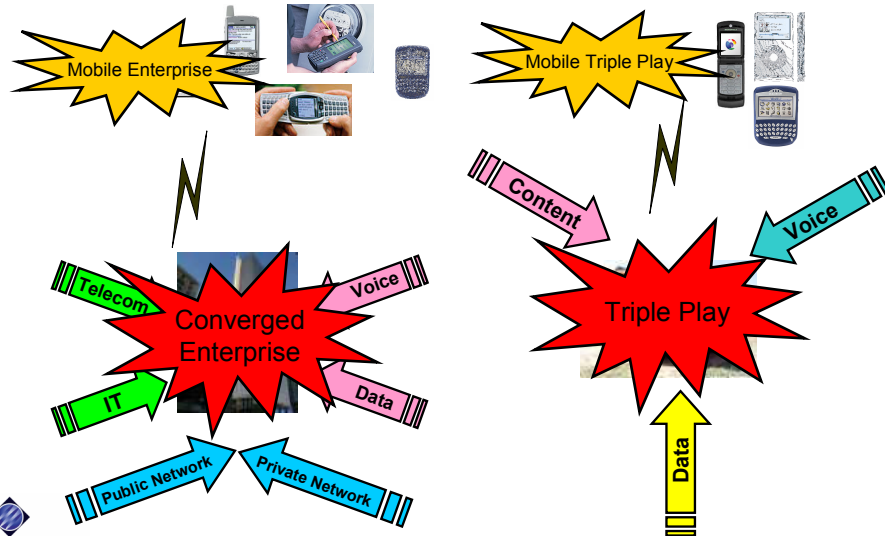 Mobile Enterprise
Mobile Triple Play
Content
Voice
Telecom
Voice
Converged
Enterprise
Triple Play
IT
Data
Public Network
Private Network
Data